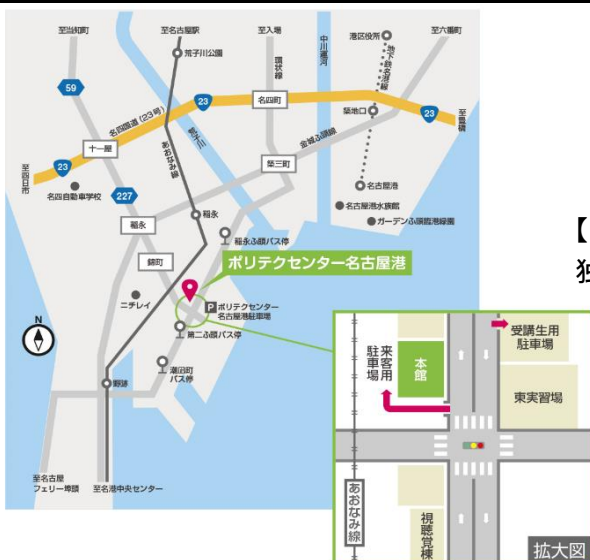 至当知町
至名古屋駅
至入場
港区役所
至六番町
荒子川公園
環状線
中川運河
地下鉄名港線
59
23
名四町
名四国道(23号)
築地口
23
至豊橋
十一屋
あおなみ線
荒子川
金城ふ頭線
築三町
至四日市
23
名四自動車学校
227
名古屋港
名古屋港水族館
ガーデンふ頭臨港緑園
稲永
稲永
稲永ふ頭バス停
錦町
ポリテクセンター名古屋港
ニチレイ
P ポリテクセンター
名古屋港駐車場
第二ふ頭バス停
N
潮凪町
バス停
野跡
至名古屋
フェリー埠頭
至名港中央センター
【
独
受講生用
駐車場
来客用
駐車場
本館
東実習場
あおなみ線
視聴覚棟
拡大図